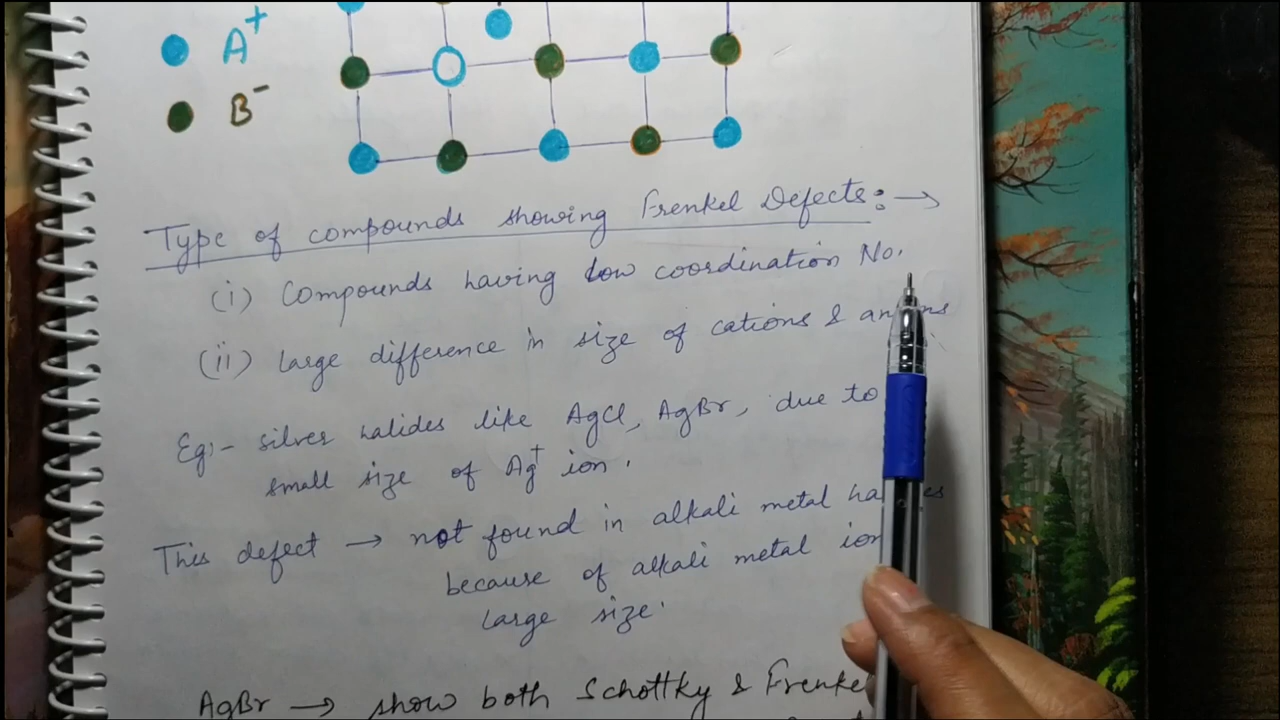 A+
B-
Type of compounds showing Frenkel Defects:→
(i) Compounds having low coordination No.
(ii) Large difference in size of cations &
Eg:- silver halides like AgCl, AgBr, due to
small size of Ag+ ion.
This defect → not found in alkali metal
because of alkali metal ion
large size.
AgBr → show both Schottky & Frenkel